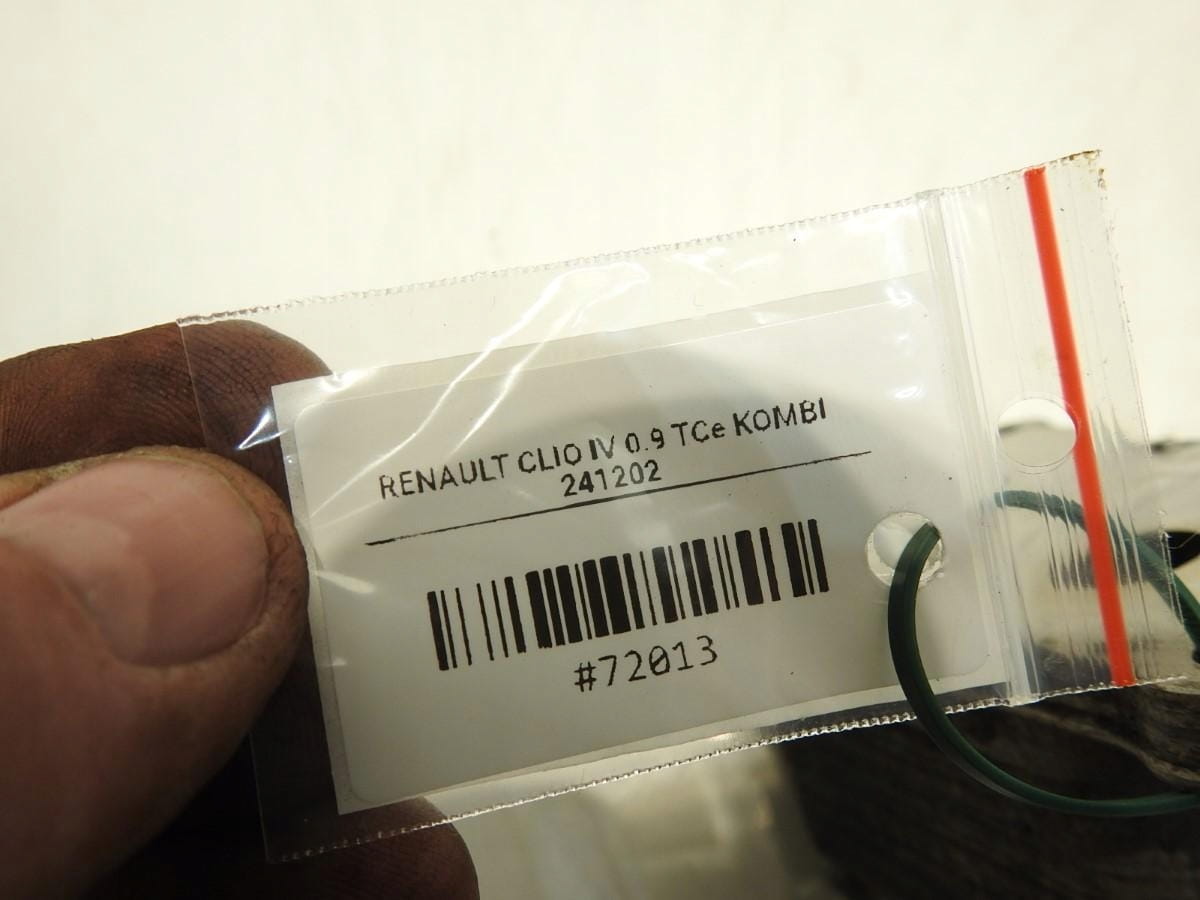 RENAULT CLIO IV 0.9 TCe KOMBI
241202
#72013